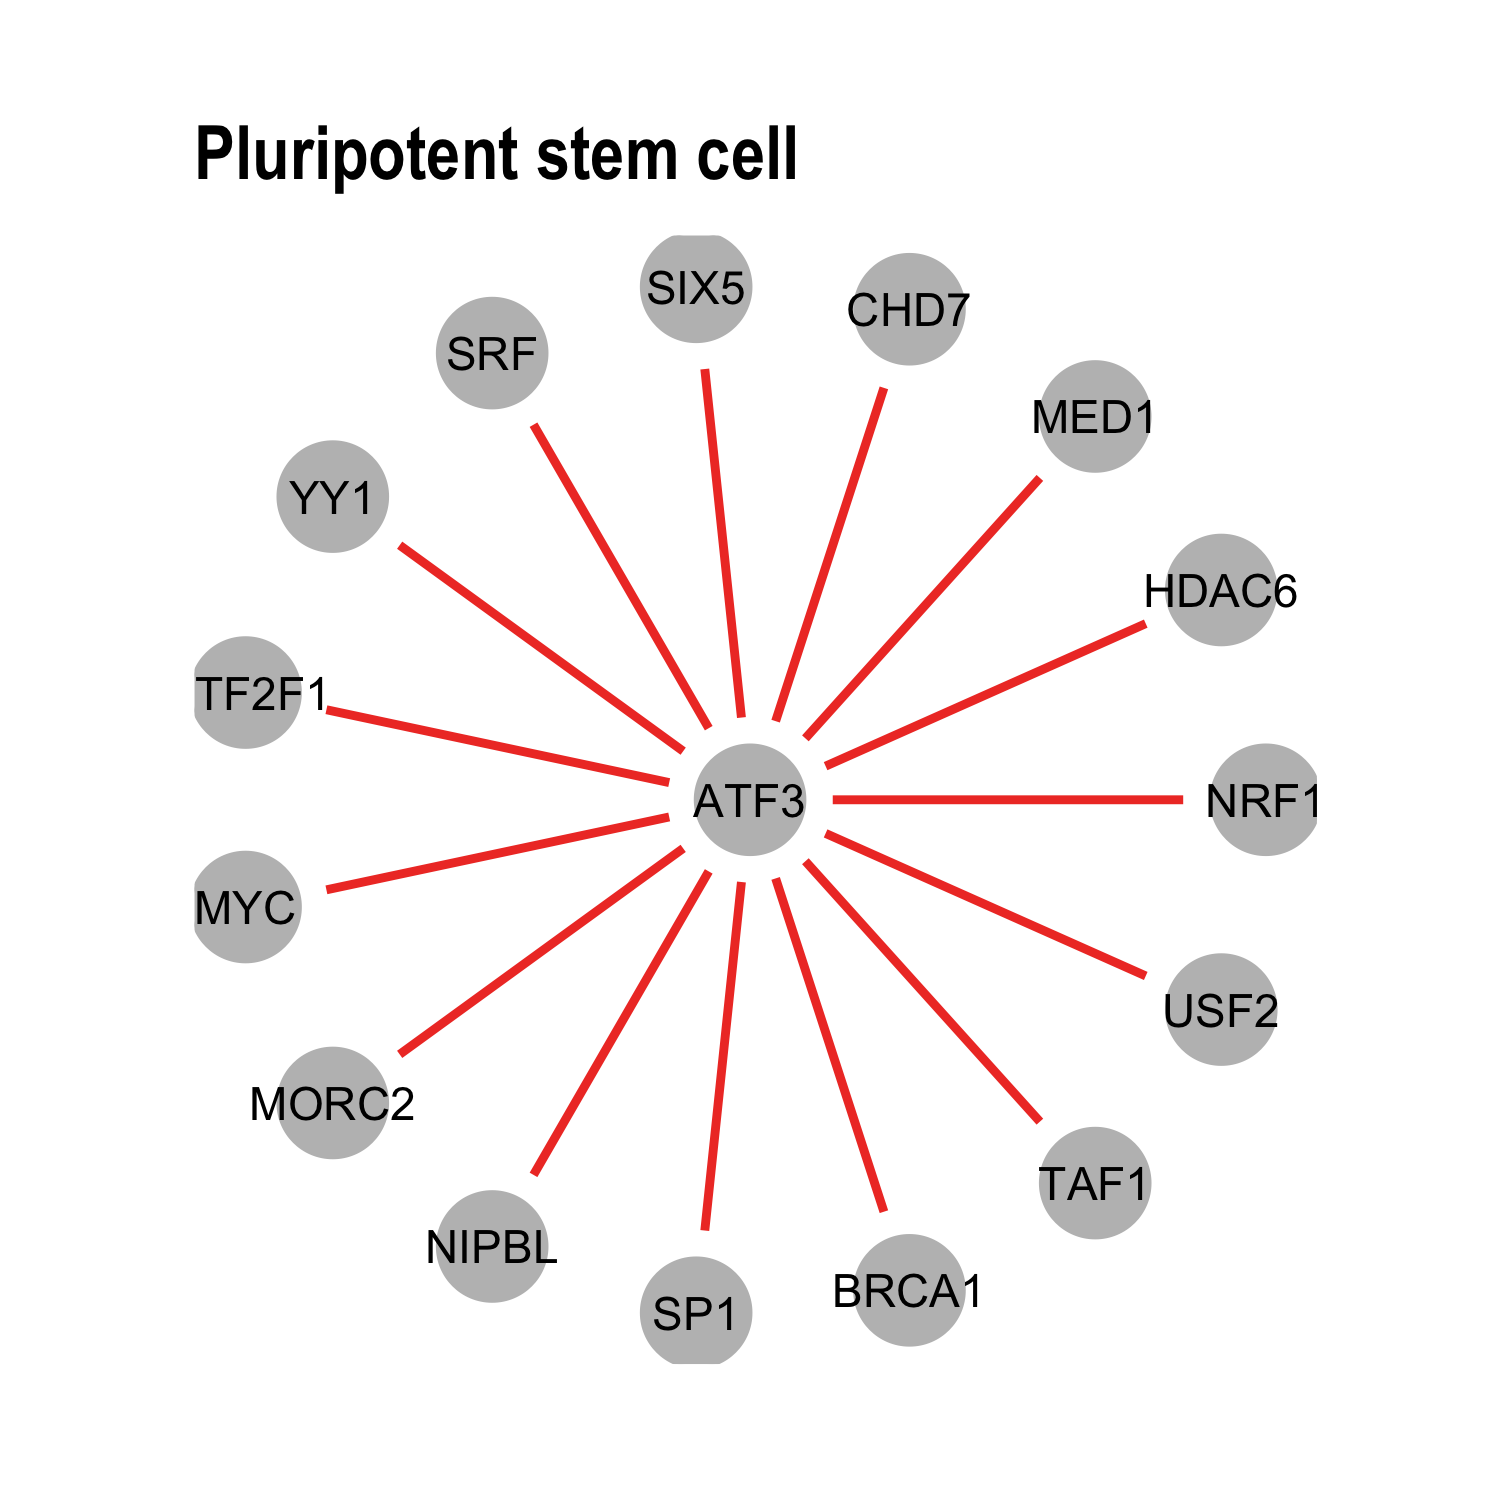 Pluripotent stem cell
SIX5
CHD7
SRF
MED1
YY1
HDAC6
TF2F1
ATF3
NRF1
MYC
USF2
MORC2
TAF1
NIPBL
BRCA1
SP1